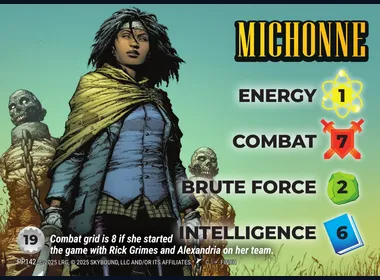 MICHONNE
ENERGY 1
COMBAT 7
BRUTE FORCE 2
INTELLIGENCE 6
19
Combat grid is 8 if she started
the game with Rick Grimes and Alexandria on her team.
© 2025 LRG. © 2025 SKYBOUND, LLC AND/OR ITS AFFILIATES